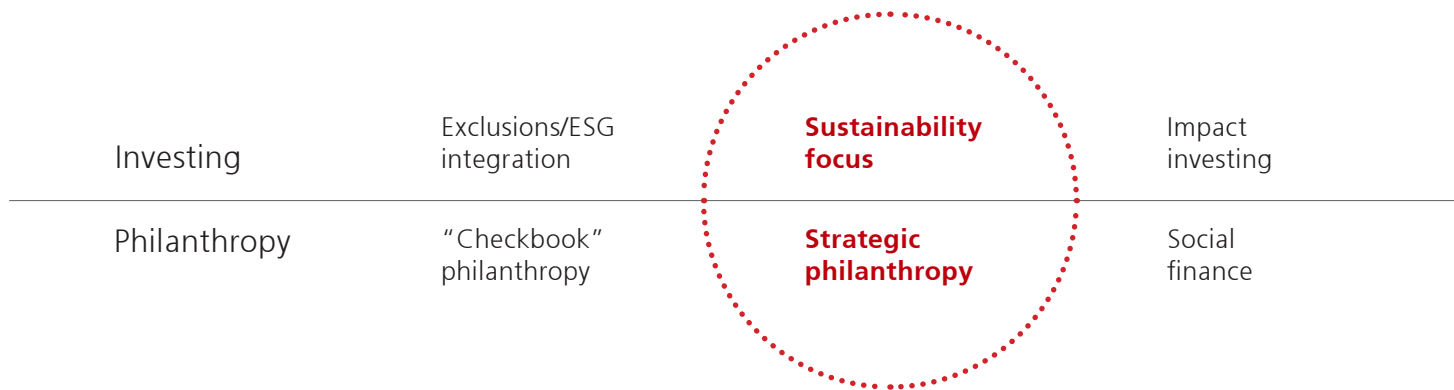 Investing
Exclusions/ESG
integration
Sustainability
focus
Impact
investing
Philanthropy
“Checkbook”
philanthropy
Strategic
philanthropy
Social
finance